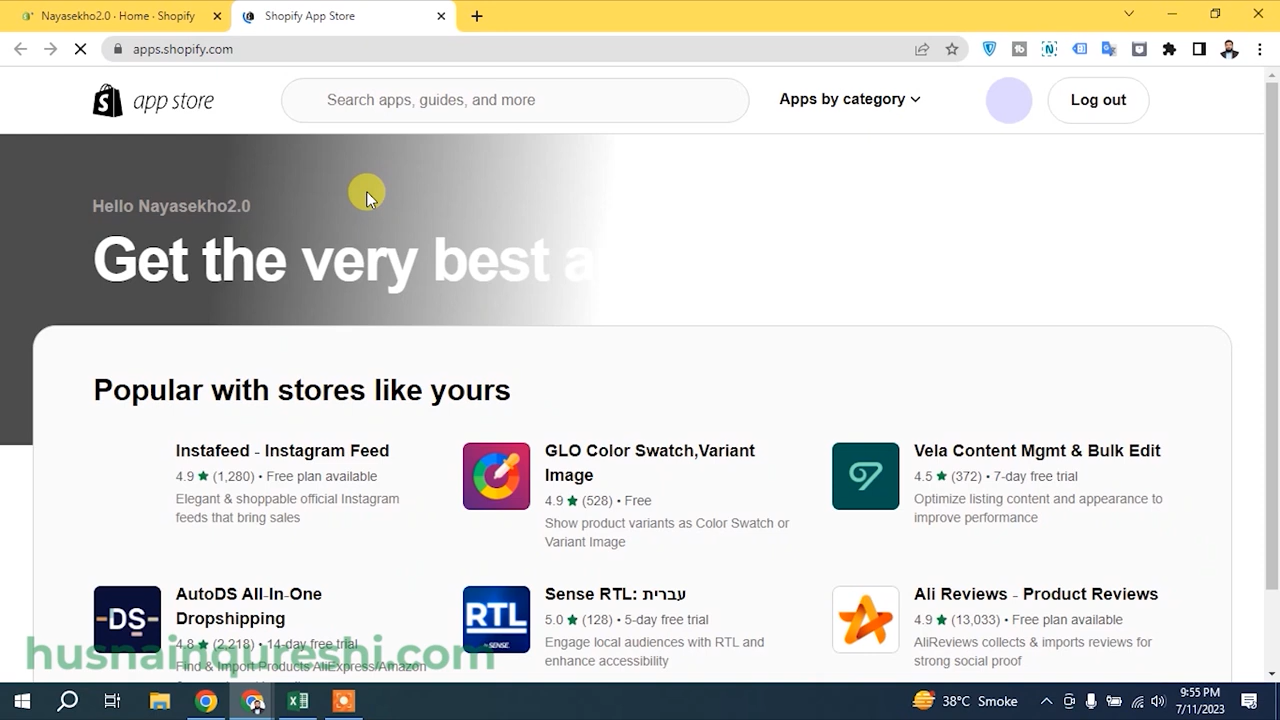 Nayasekho2.0 · Home · Shopify
Shopify App Store
apps.shopify.com
app store
Search apps, guides, and more
Apps by category
Log out
Hello Nayasekho2.0
Get the very best a
Popular with stores like yours
Instafeed - Instagram Feed
4.9 ★ (1,280) • Free plan available
Elegant & shoppable official Instagram
feeds that bring sales
GLO Color Swatch,Variant
Image
4.9 ★ (528) • Free
Show product variants as Color Swatch or
Variant Image
Vela Content Mgmt & Bulk Edit
4.5 ★ (372) • 7-day free trial
Optimize listing content and appearance to
improve performance
DS
AutoDS All-In-One
Dropshipping
4.8 ★ (2,218) • 14-day free trial
Find & Import Products AliExpress/Amazon
RTL
by SENSE
Sense RTL: עברית
5.0 ★ (128) • 5-day free trial
Engage local audiences with RTL and
enhance accessibility
Ali Reviews - Product Reviews
4.9 ★ (13,033) • Free plan available
AliReviews collects & imports reviews for
strong social proof
husnainqureshi.com
38°C Smoke
9:55 PM
7/11/2023